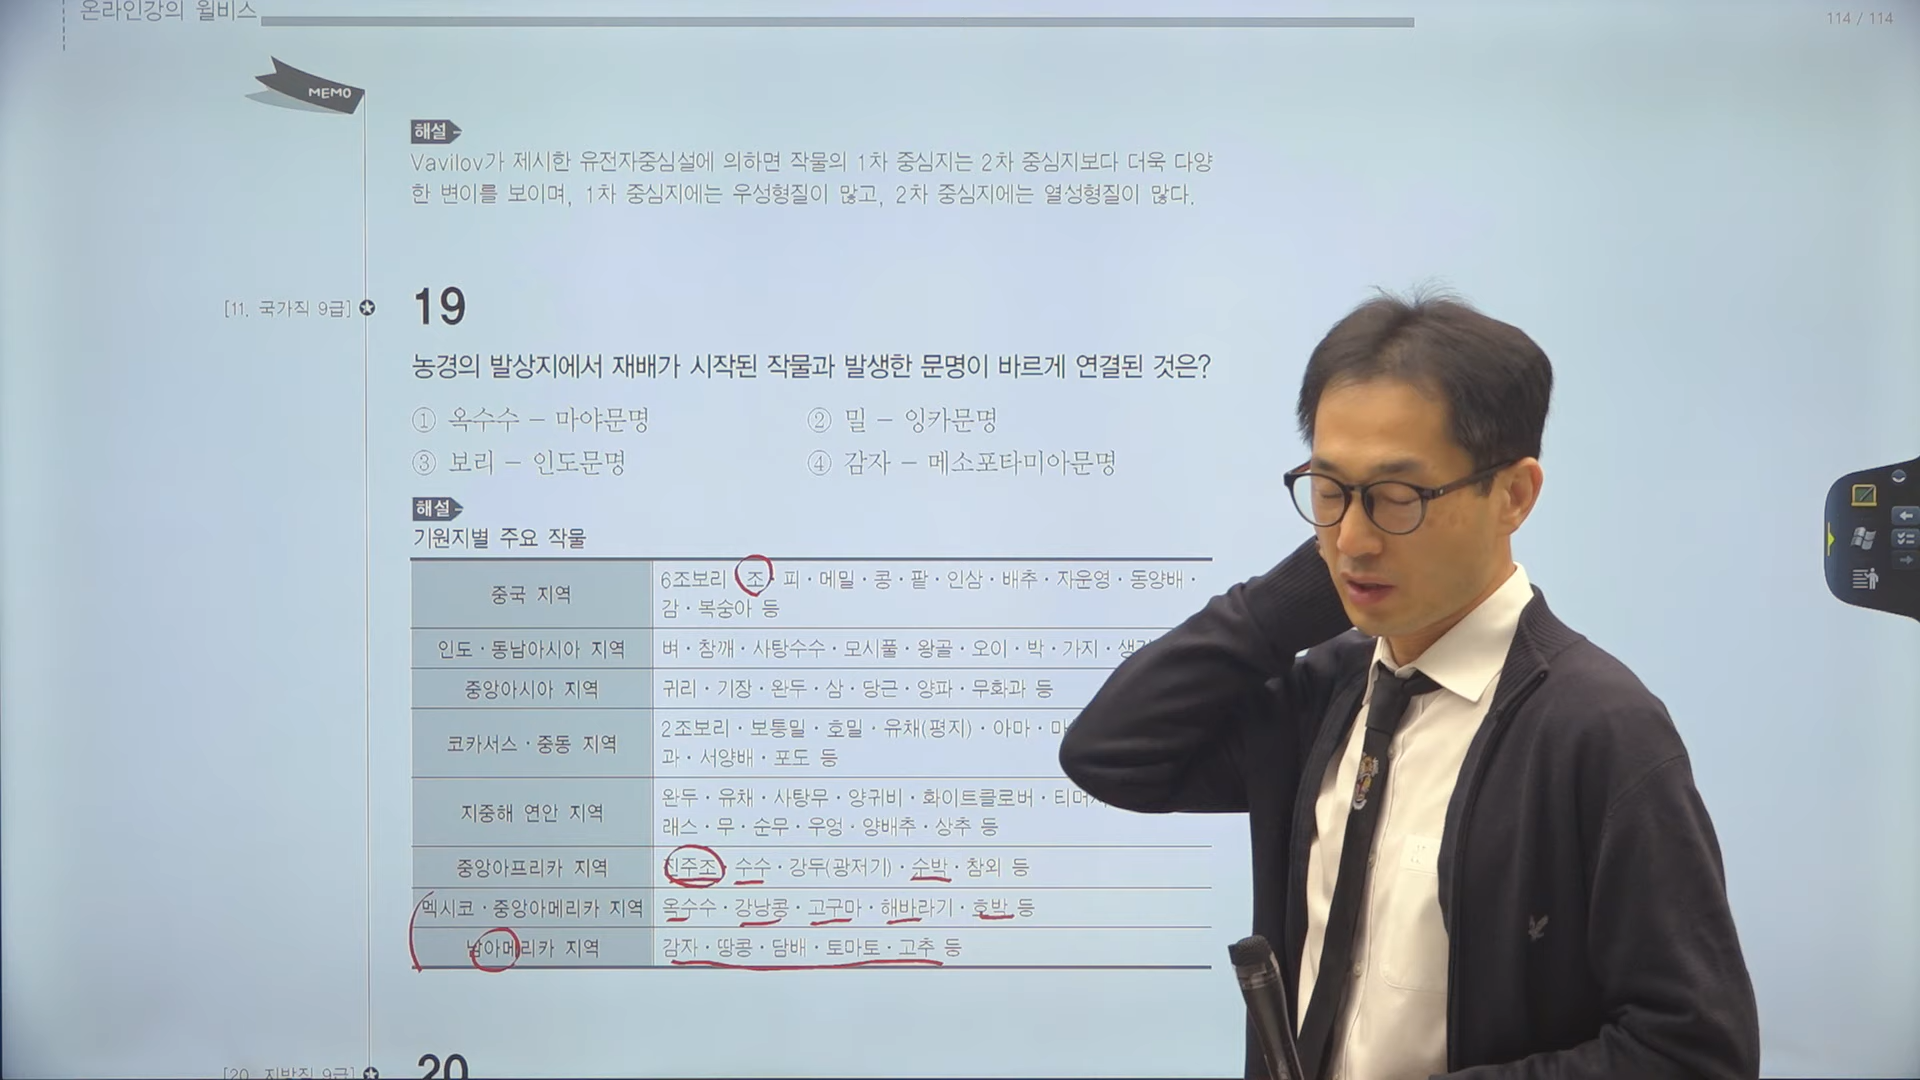 온라인강의 윌비스
114 / 114
MEMO
해설
Vavilov가 제시한 유전자중심설에 의하면 작물의 1차 중심지는 2차 중심지보다 더욱 다양
한 변이를 보이며, 1차 중심지에는 우성형질이 많고, 2차 중심지에는 열성형질이 많다.
[11. 국가직 9급]
19
농경의 발상지에서 재배가 시작된 작물과 발생한 문명이 바르게 연결된 것은?
① 옥수수 – 마야문명 ② 밀 – 잉카문명
③ 보리 – 인도문명 ④ 감자 – 메소포타미아문명
해설
기원지별 주요 작물
중국 지역 6조보리 · 조 · 피 · 메밀 · 콩 · 팥 · 인삼 · 배추 · 자운영 · 동양배 ·
감 · 복숭아 등
인도 · 동남아시아 지역 벼 · 참깨 · 사탕수수 · 모시풀 · 왕골 · 오이 · 박 · 가지 ·
중앙아시아 지역 귀리 · 기장 · 완두 · 삼 · 당근 · 양파 · 무화과 등
코카서스 · 중동 지역 2조보리 · 보통밀 · 호밀 · 유채(평지) · 아마 ·
과 · 서양배 · 포도 등
지중해 연안 지역 완두 · 유채 · 사탕무 · 양귀비 · 화이트클로버 ·
래스 · 무 · 순무 · 우엉 · 양배추 · 상추 등
중앙아프리카 지역 진주조 · 수수 · 강두(광저기) · 수박 · 참외 등
멕시코 · 중앙아메리카 지역 옥수수 · 강낭콩 · 고구마 · 해바라기 · 호박 등
남아메리카 지역 감자 · 땅콩 · 담배 · 토마토 · 고추 등
[20. 지방직 9급]
20